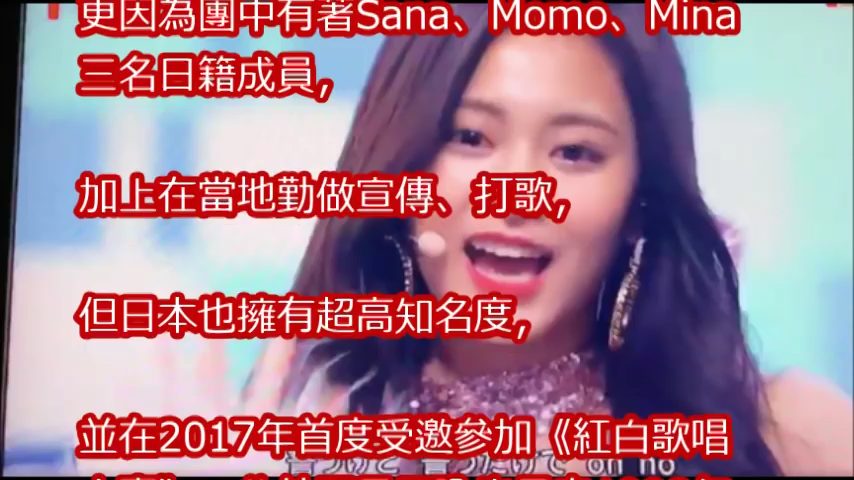 更因為團中有著Sana、Momo、Mina
三名日籍成員，
加上在當地勤做宣傳、打歌，
但日本也擁有超高知名度，
並在2017年首度受邀參加《紅白歌唱
oh no